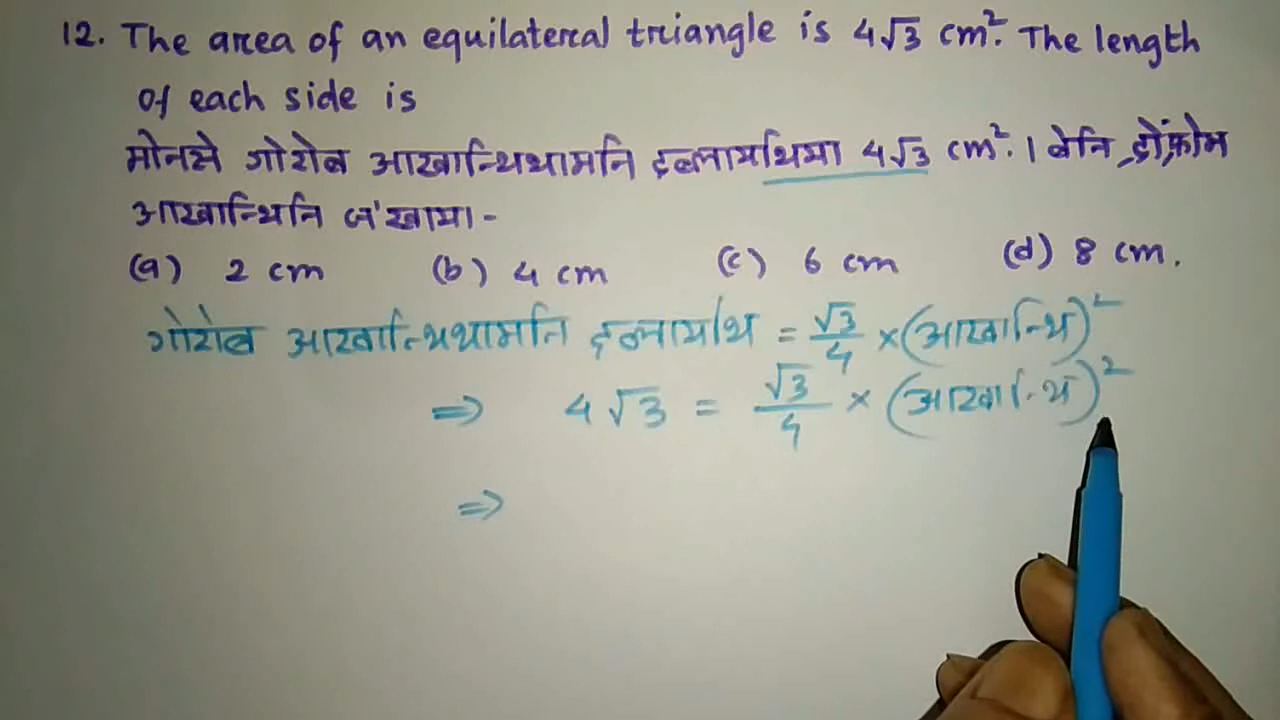 12. The area of an equilateral triangle is 4√3 cm². The length
of each side is
मोनसे गोरोब आखान्थिथामनि दब्लायथिया 4√3 cm². । बेनि
आखान्थिनि
(a) 2 cm (b) 4 cm (c) 6 cm (d) 8 cm.
गोरोब आखान्थिथामनि दब्लायथि = √3/4 × (आखान्थि)²
⇒ 4√3 = √3/4 × (आखान्थि)²
⇒